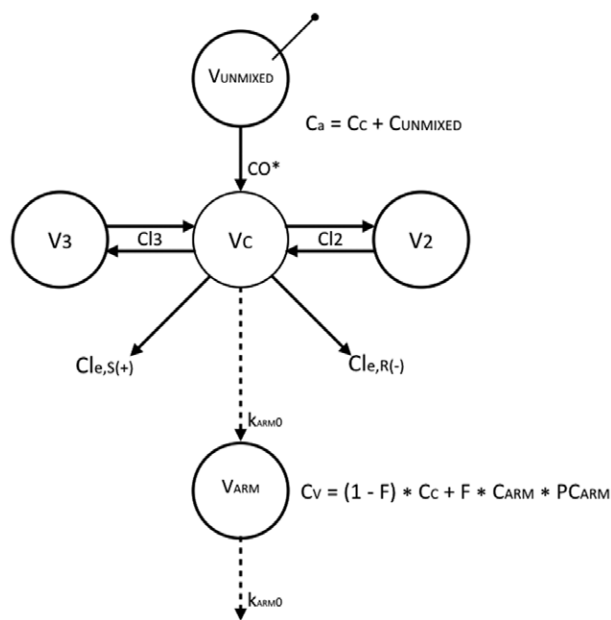 VUNMIXED
Ca = CC + CUNMIXED
CO*
V3
Cl3
VC
Cl2
V2
Cle,S(+)
Cle,R(-)
kARM0
VARM
CV = (1 - F) * CC + F * CARM * PCARM
kARM0